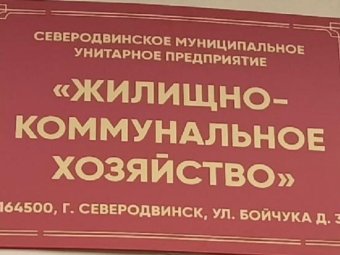 СЕВЕРОДВИНСКОЕ МУНИЦИПАЛЬНОЕ
УНИТАРНОЕ ПРЕДПРИЯТИЕ
«ЖИЛИЩНО-
КОММУНАЛЬНОЕ
ХОЗЯЙСТВО»
164500, Г. СЕВЕРОДВИНСК, УЛ. БОЙЧУКА Д. 3